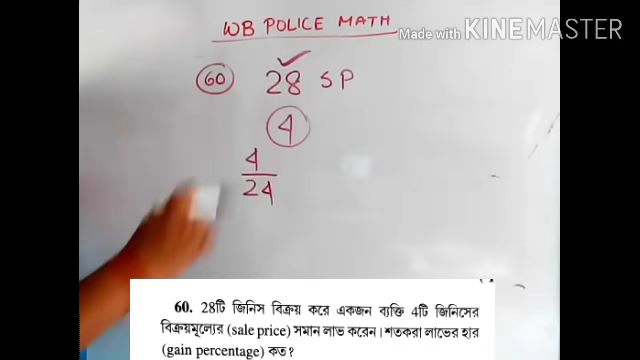 WB POLICE MATH
Made with KINEMASTER
60 28 SP
4
4
24
60. 28টি জিনিস বিক্রয় করে একজন ব্যক্তি 4টি জিনিসের
বিক্রয়মূল্যের (sale price) সমান লাভ করেন। শতকরা লাভের হার
(gain percentage) কত?